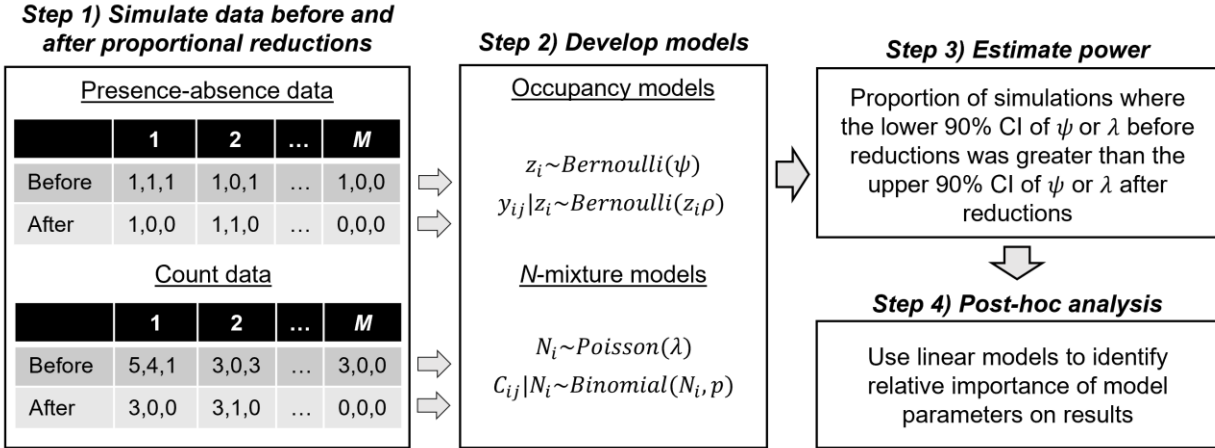 Step 1) Simulate data before and
after proportional reductions
Presence-absence data
1 2 ... M
Before 1,1,1 1,0,1 ... 1,0,0
After 1,0,0 1,1,0 ... 0,0,0
Count data
1 2 ... M
Before 5,4,1 3,0,3 ... 3,0,0
After 3,0,0 3,1,0 ... 0,0,0
Step 2) Develop models
Occupancy models
z_i~Bernoulli(ψ)
y_ij|z_i~Bernoulli(z_iρ)
N-mixture models
N_i~Poisson(λ)
C_ij|N_i~Binomial(N_i, p)
Step 3) Estimate power
Proportion of simulations where
the lower 90% CI of ψ or λ before
reductions was greater than the
upper 90% CI of ψ or λ after
reductions
Step 4) Post-hoc analysis
Use linear models to identify
relative importance of model
parameters on results